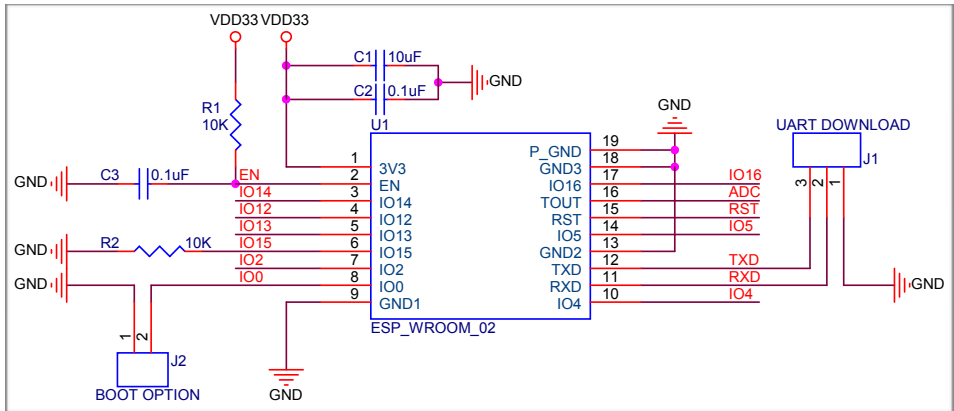 VDD33 VDD33
C1 10uF
GND
C2 0.1uF
R1
10K
U1
GND
UART DOWNLOAD
J1
3 2 1
GND C3 0.1uF
EN
IO14
IO12
IO13
GND R2 10K
IO15
IO2
GND
IO0
1 3V3
2 EN
3 IO14
4 IO12
5 IO13
6 IO15
7 IO2
8 IO0
9 GND1
P_GND 19
GND3 18
IO16 17 IO16
TOUT 16 ADC
RST 15 RST
IO5 14 IO5
GND2 13
TXD 12 TXD
RXD 11 RXD
IO4 10 IO4
GND
ESP_WROOM_02
1 2
J2
BOOT OPTION
GND